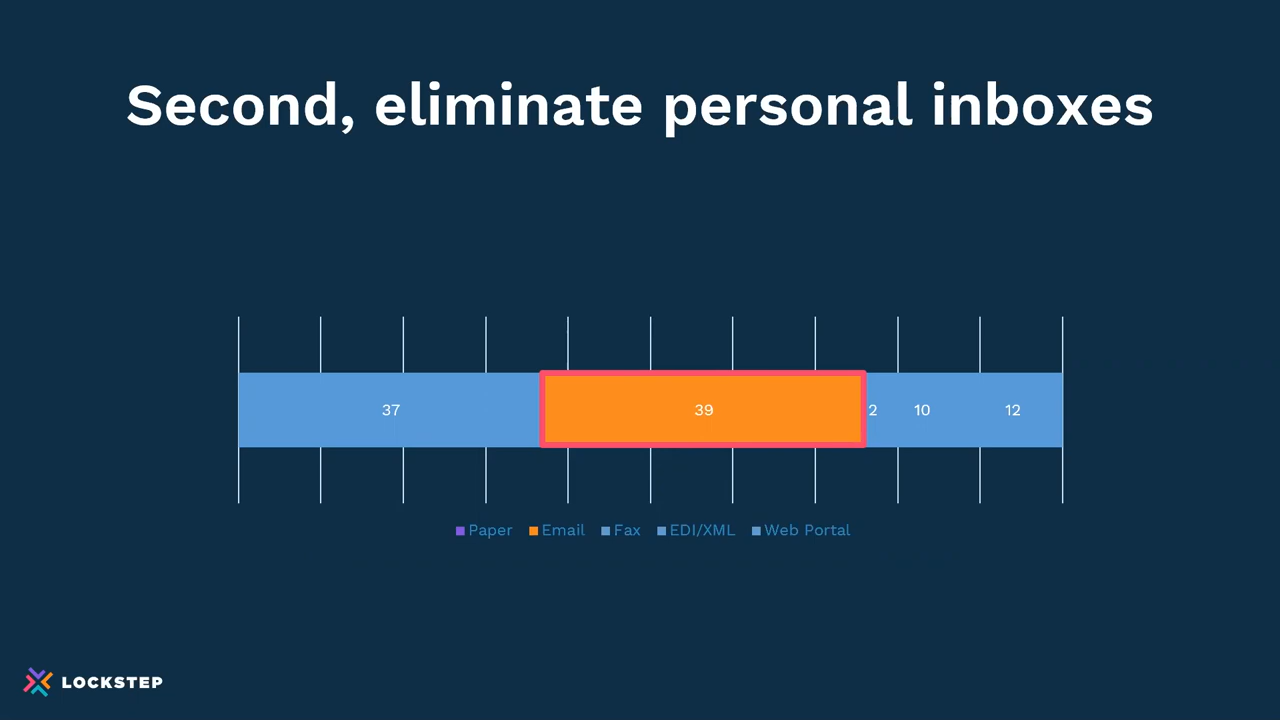 Second, eliminate personal inboxes
37 39 2 10 12
Paper Email Fax EDI/XML Web Portal
LOCKSTEP